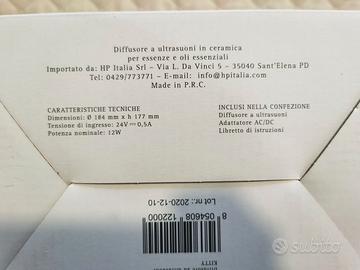 Diffusore a ultrasuoni in ceramica
per essenze e oli essenziali
Importato da: HP Italia Srl - Via L. Da Vinci 5 - 35040 Sant'Elena PD
Tel: 0429/773771 - E-mail: info@hpitalia.com
Made in P.R.C.
CARATTERISTICHE TECNICHE
Dimensioni: Ø 184 mm x h 177 mm
Tensione di ingresso: 24V⎓0,5A
Potenza nominale: 12W
INCLUSI NELLA CONFEZIONE
Diffusore a ultrasuoni
Adattatore AC/DC
Libretto di istruzioni
Lot nr: 2020-12-10
8 054608 122000
KITTY
subito